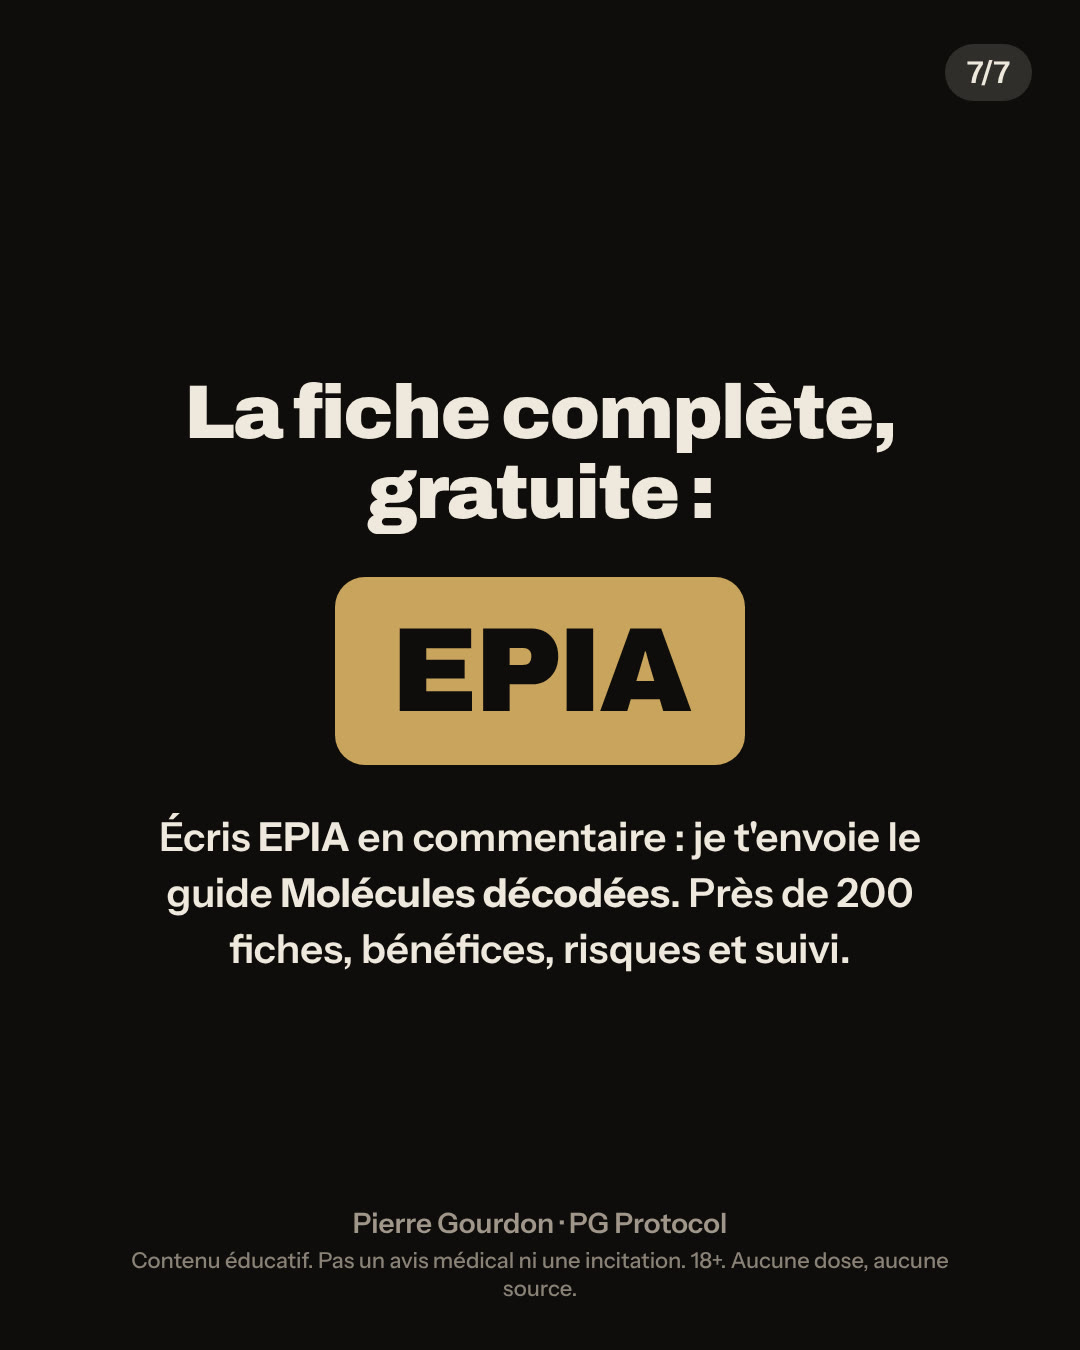 7/7
La fiche complète,
gratuite :
EPIA
Écris EPIA en commentaire : je t'envoie le
guide Molécules décodées. Près de 200
fiches, bénéfices, risques et suivi.
Pierre Gourdon · PG Protocol
Contenu éducatif. Pas un avis médical ni une incitation. 18+. Aucune dose, aucune
source.